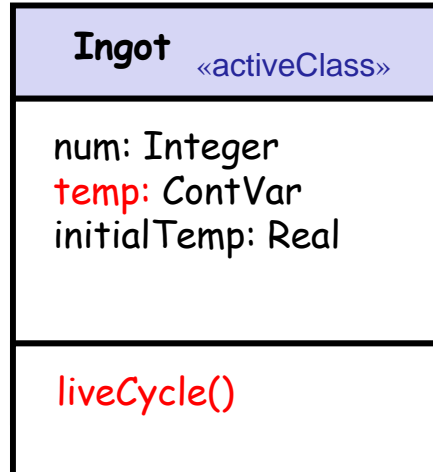 Ingot «activeClass»
num: Integer
temp: ContVar
initialTemp: Real
liveCycle()